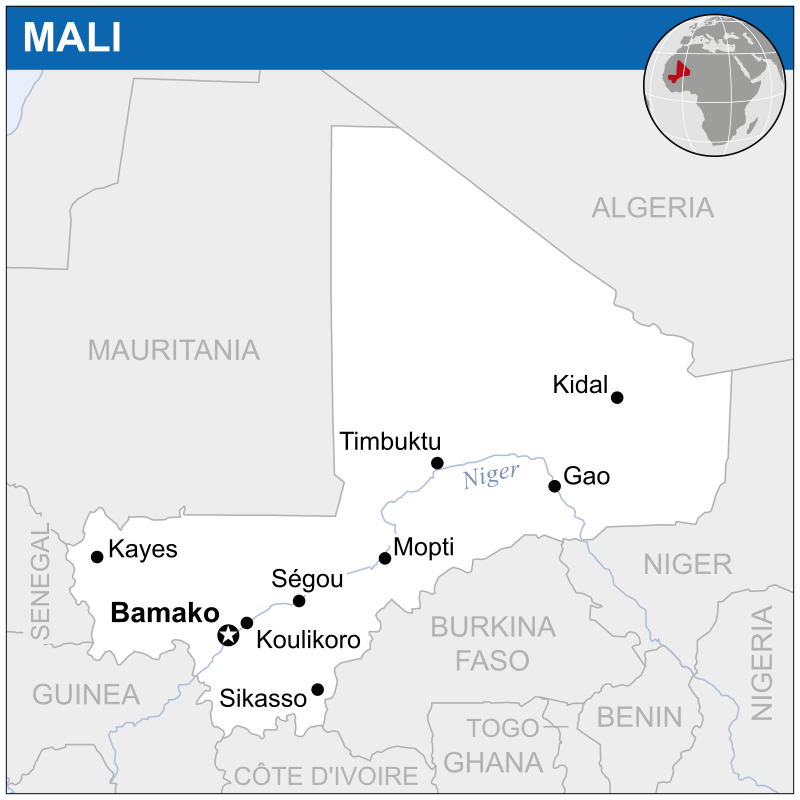 MALI
ALGERIA
MAURITANIA
Kidal
Timbuktu
Niger
Gao
SENEGAL
Kayes
Mopti
NIGER
Ségou
Bamako
Koulikoro
BURKINA
FASO
NIGERIA
GUINEA
Sikasso
BENIN
TOGO
GHANA
CÔTE D'IVOIRE